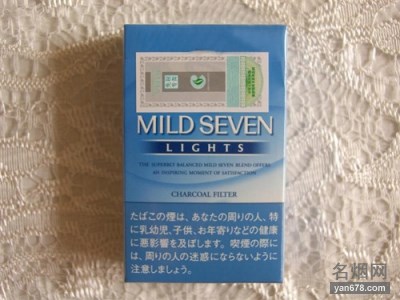 MILD SEVEN
LIGHTS
THE SUPERBLY BALANCED MILD SEVEN BLEND OFFERS
AN INSPIRING MOMENT OF SATISFACTION
CHARCOAL FILTER
たばこの煙は、あなたの周りの人、特
に乳幼児、子供、お年寄りなどの健康
に悪影響を及ぼします。喫煙の際に
は、周りの人の迷惑にならないように
注意しましょう。
名烟网
yan678.com